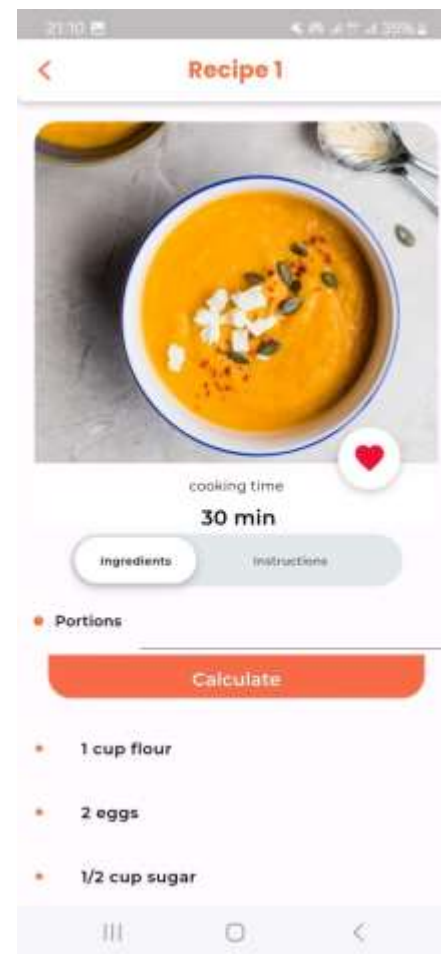 21:10
39%
Recipe 1
cooking time
30 min
Ingredients Instructions
Portions
Calculate
1 cup flour
2 eggs
1/2 cup sugar